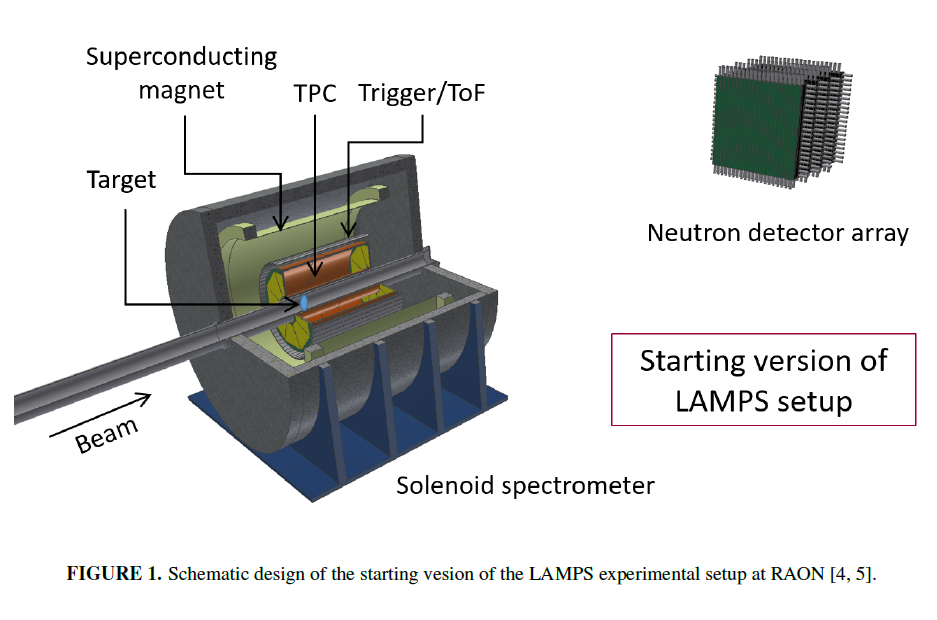 Superconducting
magnet
TPC
Trigger/ToF
Target
Neutron detector array
Starting version of
LAMPS setup
Beam
Solenoid spectrometer
FIGURE 1. Schematic design of the starting vesion of the LAMPS experimental setup at RAON [4, 5].